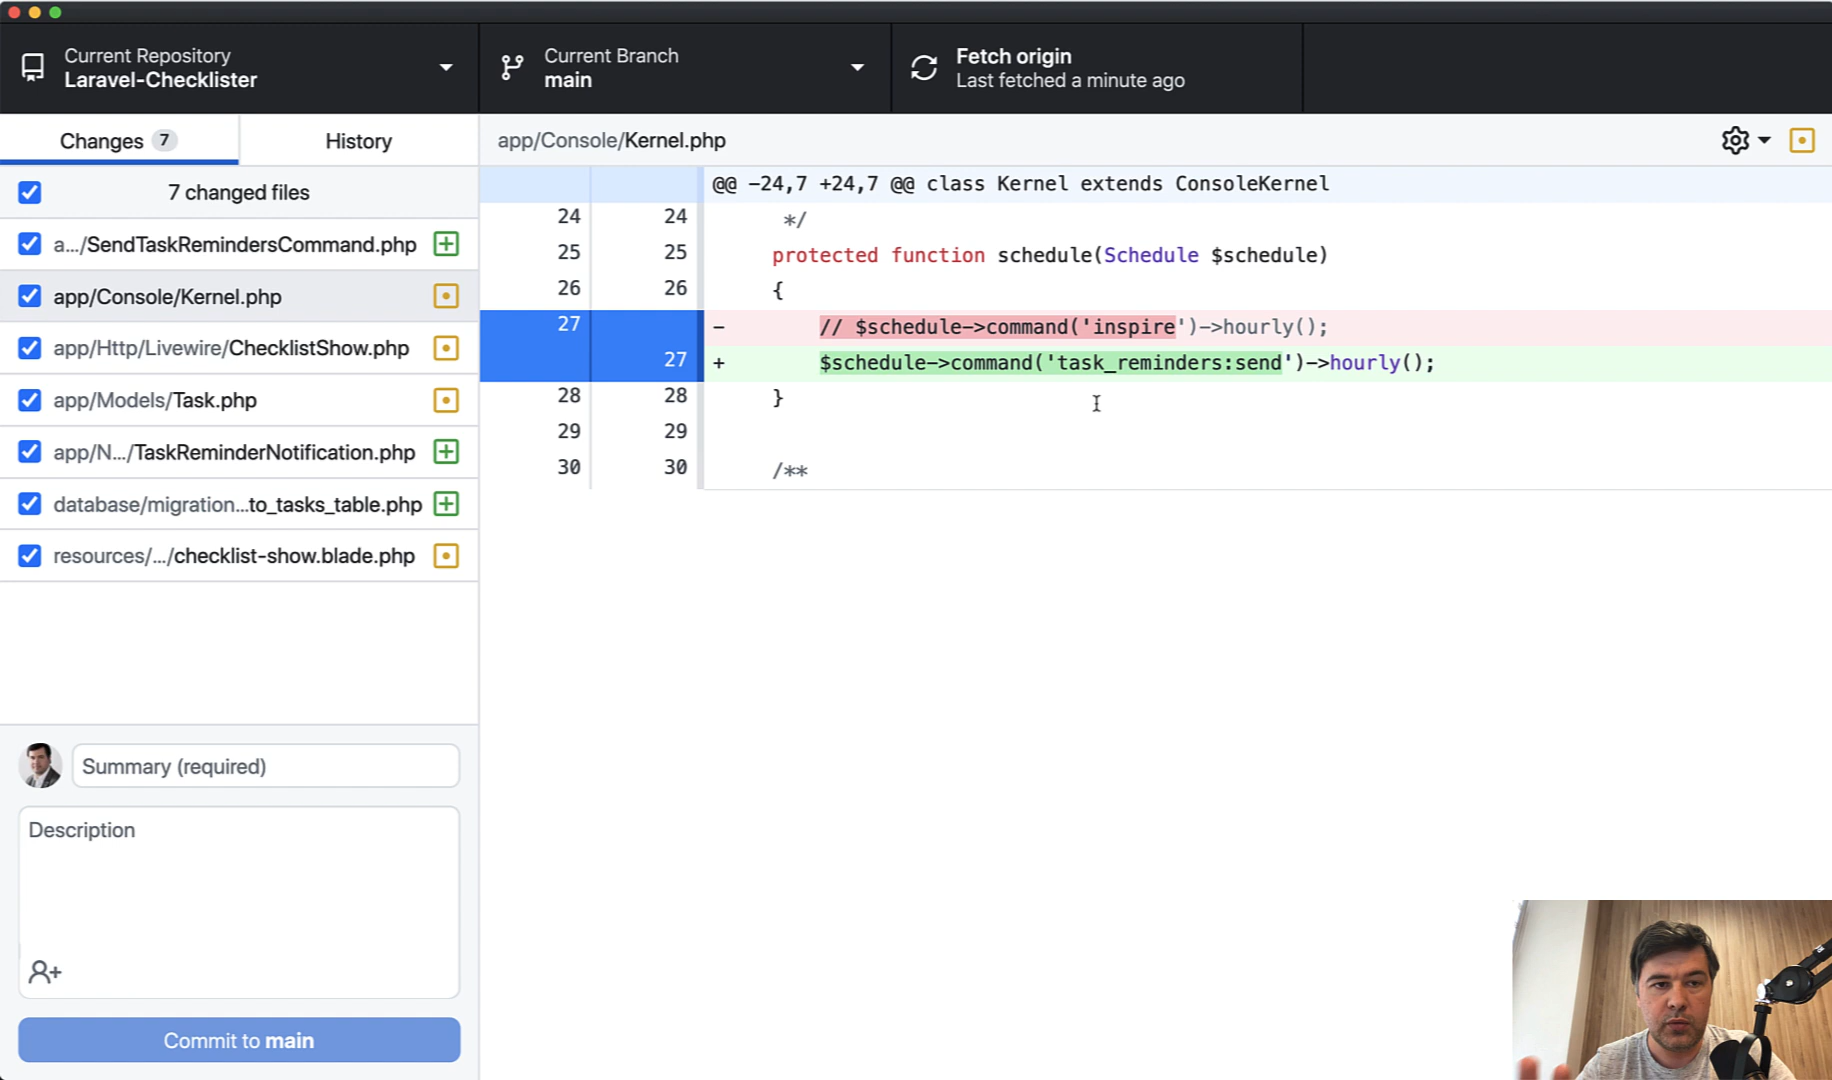 Current Repository
Laravel-Checklister
Current Branch
main
Fetch origin
Last fetched a minute ago
Changes 7
History
app/Console/Kernel.php
7 changed files
a.../SendTaskRemindersCommand.php
app/Console/Kernel.php
app/Http/Livewire/ChecklistShow.php
app/Models/Task.php
app/N.../TaskReminderNotification.php
database/migration...to_tasks_table.php
resources/.../checklist-show.blade.php
@@ -24,7 +24,7 @@ class Kernel extends ConsoleKernel
24 24 */
25 25 protected function schedule(Schedule $schedule)
26 26 {
27 - // $schedule->command('inspire')->hourly();
27 + $schedule->command('task_reminders:send')->hourly();
28 28 }
29 29
30 30 /**
Summary (required)
Description
Commit to main